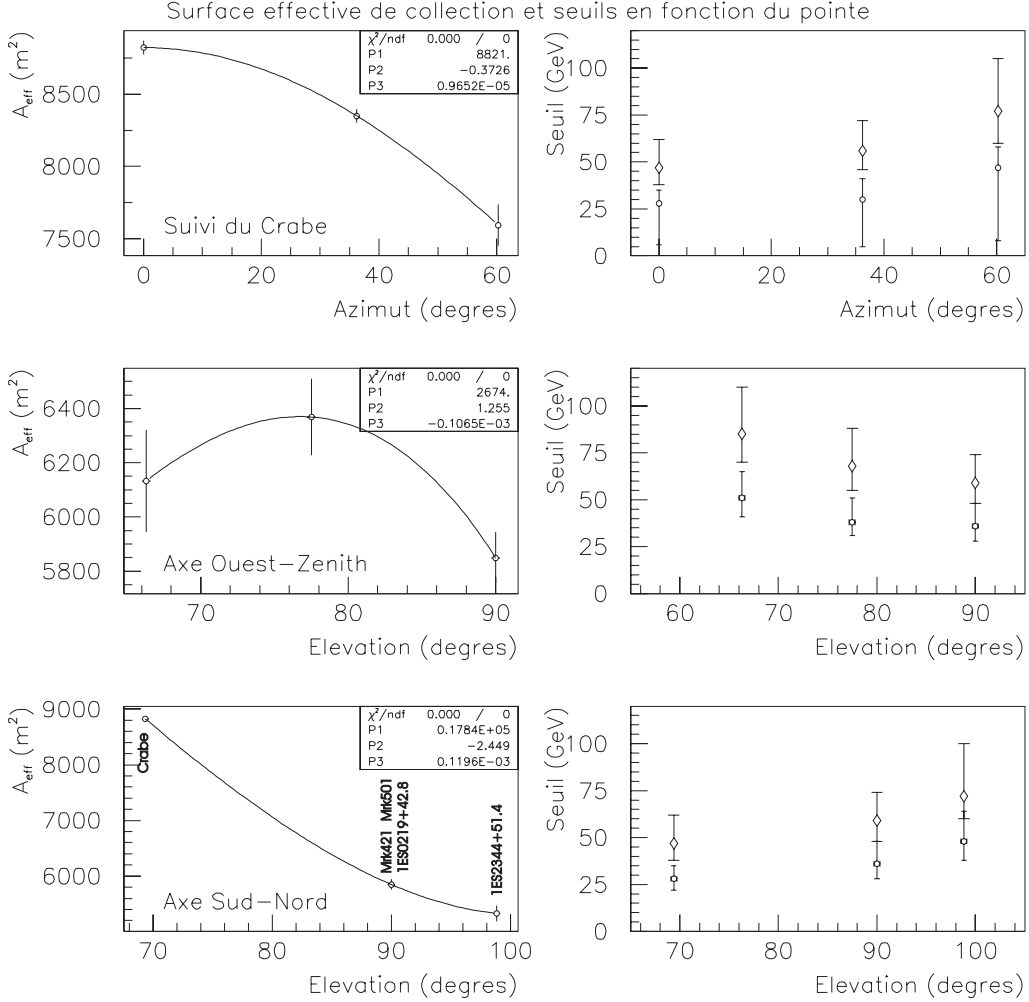 Surface effective de collection et seuils en fonction du pointe
A_eff (m²)
8500
8000
7500
χ²/ndf 0.000 / 0
P1 8821.
P2 -0.3726
P3 0.9652E-05
Suivi du Crabe
0 20 40 60
Azimut (degres)
Seuil (GeV)
100
75
50
25
0
0 20 40 60
Azimut (degres)
A_eff (m²)
6400
6200
6000
5800
χ²/ndf 0.000 / 0
P1 2674.
P2 1.255
P3 -0.1065E-03
Axe Ouest-Zenith
70 80 90
Elevation (degres)
Seuil (GeV)
100
75
50
25
0
60 70 80 90
Elevation (degres)
A_eff (m²)
9000
8000
7000
6000
χ²/ndf 0.000 / 0
P1 0.1784E+05
P2 -2.449
P3 0.1196E-03
Crabe
Mrk421 Mrk501
1ES0219+42.8
1ES2344+51.4
Axe Sud-Nord
70 80 90 100
Elevation (degres)
Seuil (GeV)
100
75
50
25
0
70 80 90 100
Elevation (degres)